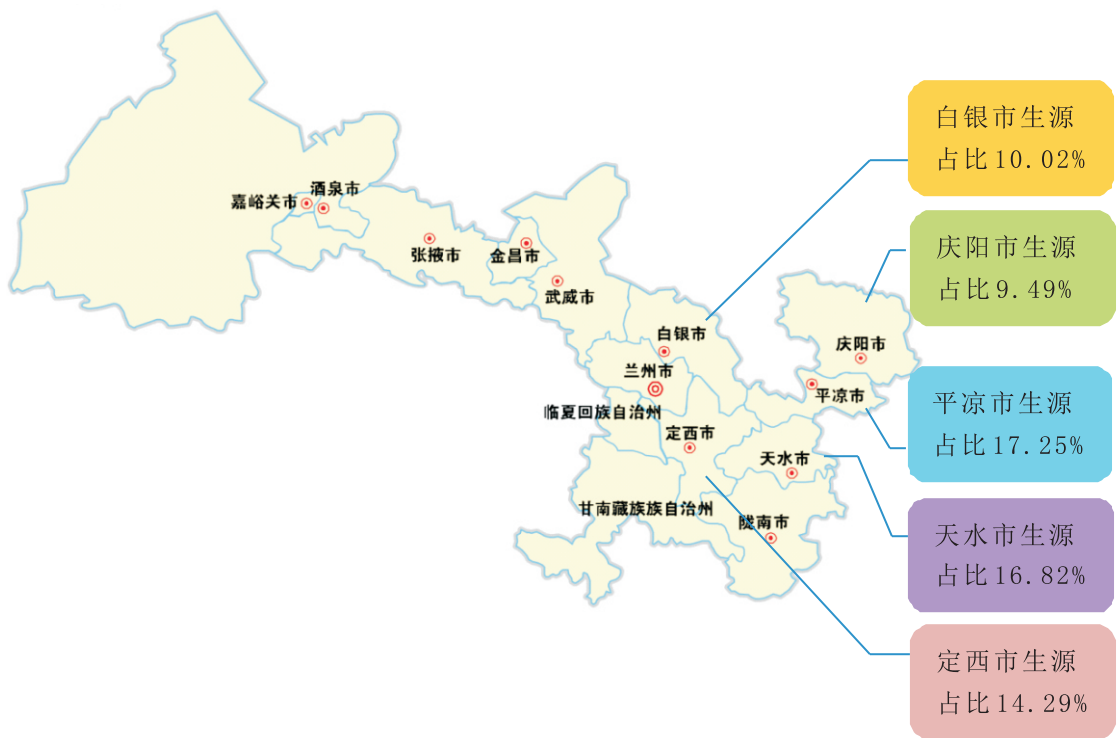 白银市生源
占比10.02%
庆阳市生源
占比9.49%
平凉市生源
占比17.25%
天水市生源
占比16.82%
定西市生源
占比14.29%
嘉峪关市
酒泉市
张掖市
金昌市
武威市
白银市
兰州市
临夏回族自治州
定西市
庆阳市
平凉市
天水市
甘南藏族族自治州
陇南市